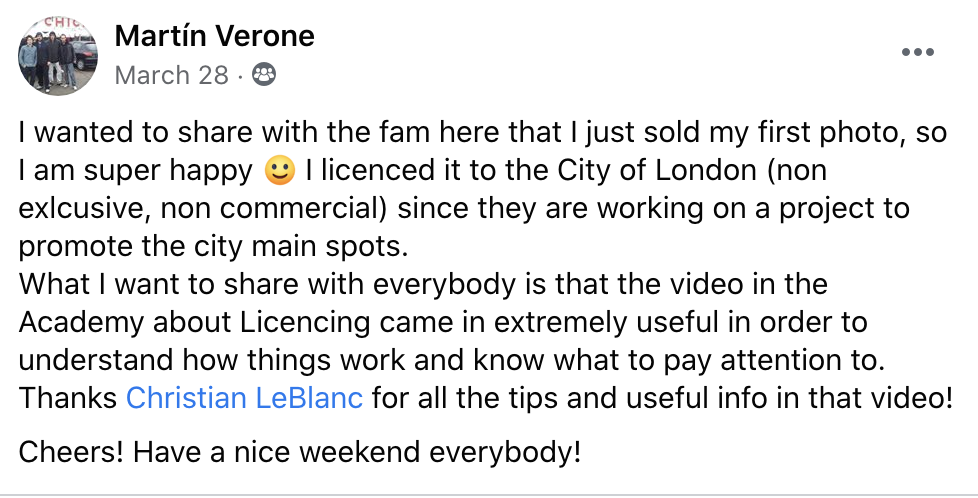 CHIC
Martín Verone
March 28 ·
I wanted to share with the fam here that I just sold my first photo, so
I am super happy 🙂 I licenced it to the City of London (non
exlcusive, non commercial) since they are working on a project to
promote the city main spots.
What I want to share with everybody is that the video in the
Academy about Licencing came in extremely useful in order to
understand how things work and know what to pay attention to.
Thanks Christian LeBlanc for all the tips and useful info in that video!
Cheers! Have a nice weekend everybody!